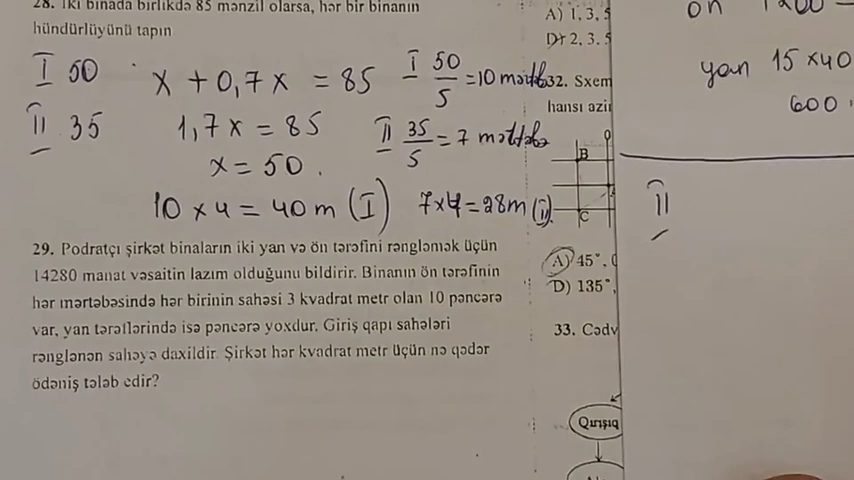 28. İki binada birlikdə 85 mənzil olarsa, hər bir binanın
hündürlüyünü tapın
I 50
x + 0,7x = 85
I 50/5 = 10 mərtəbə
II 35
1,7x = 85
II 35/5 = 7 mərtəbə
x = 50.
10 × 4 = 40 m (I)
7×4=28m (II).
29. Podratçı şirkət binaların iki yan və ön tərəfini rəngləmək üçün
14280 manat vəsaitin lazım olduğunu bildirir. Binanın ön tərəfinin
hər mərtəbəsində hər birinin sahəsi 3 kvadrat metr olan 10 pəncərə
var, yan tərəflərində isə pəncərə yoxdur. Giriş qapı sahələri
rənglənən sahəyə daxildir. Şirkət hər kvadrat metr üçün nə qədər
ödəniş tələb edir?
A) 1, 3, 5
D) 2, 3. 5
32. Sxem
hansı azi
B
C
A) 45°,
D) 135°,
33. Cədv
Qırışıq
ön 1200
yan 15 ×40
600
II